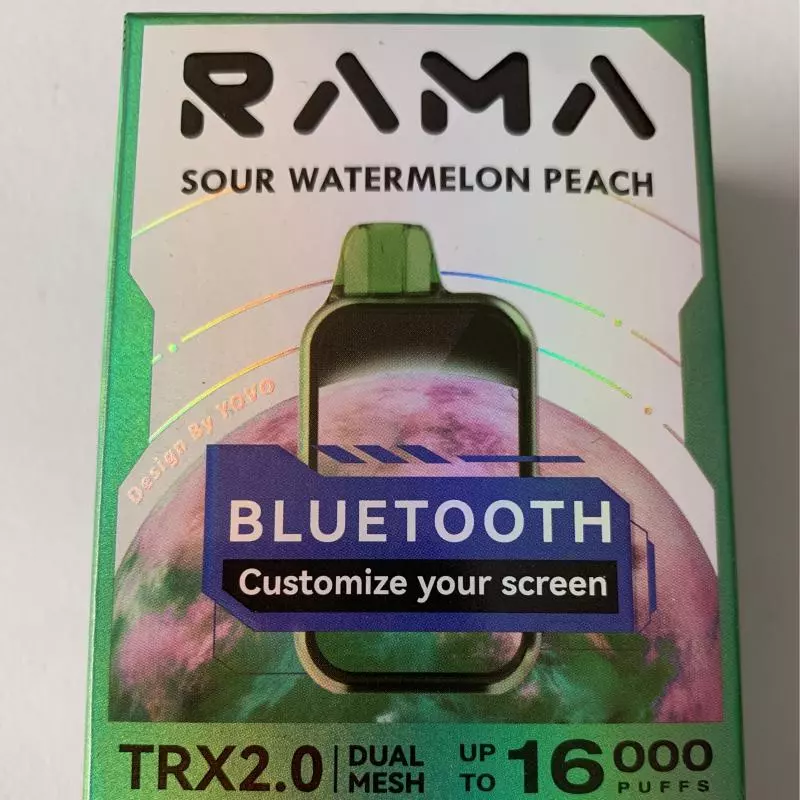 RAMA
SOUR WATERMELON PEACH
Design By YOVO
BLUETOOTH
Customize your screen
TRX2.0
DUAL
MESH
UP
TO
16000
PUFFS